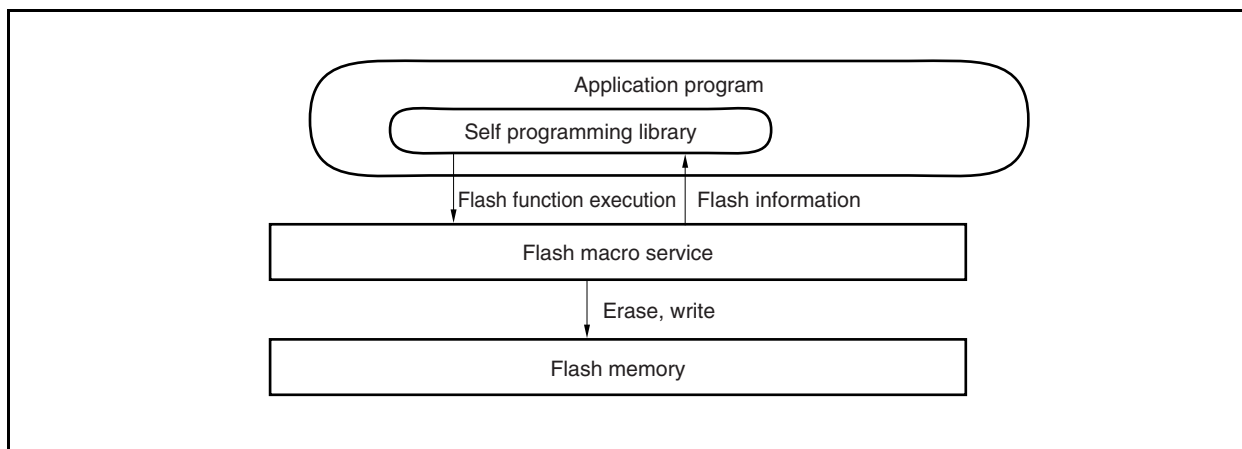 Application program
Self programming library
Flash function execution
Flash information
Flash macro service
Erase, write
Flash memory